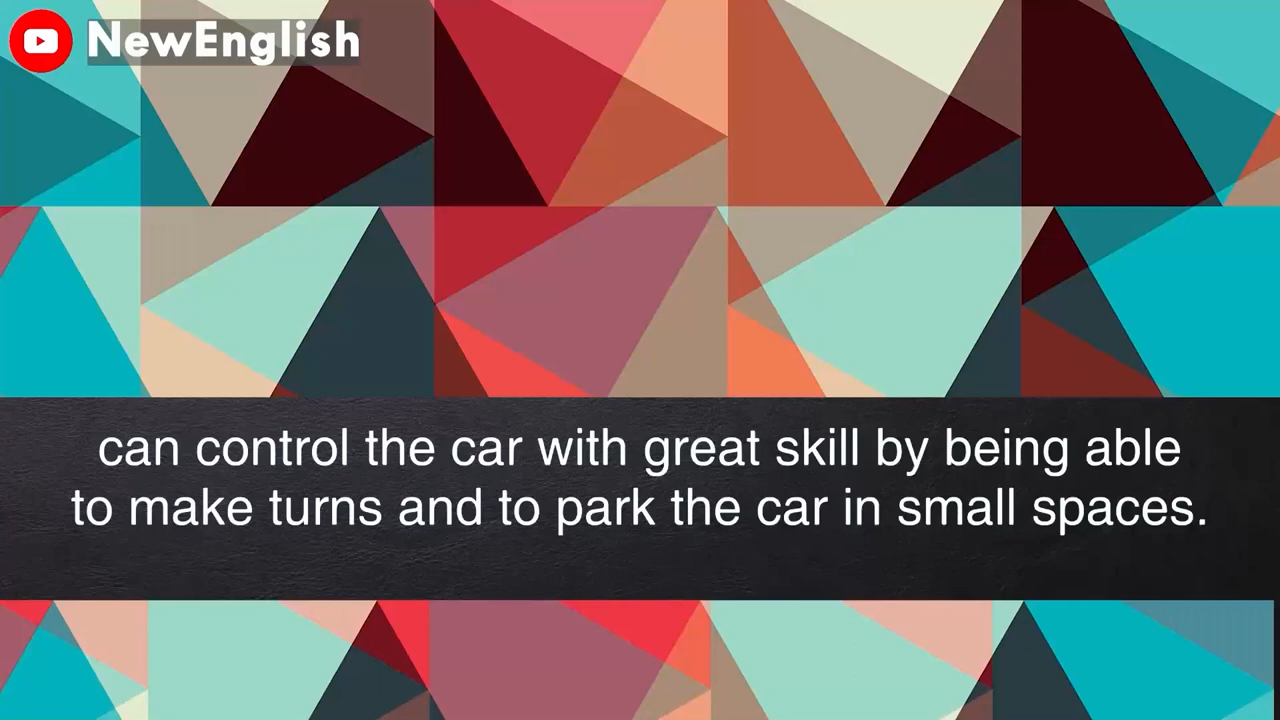 NewEnglish
can control the car with great skill by being able
to make turns and to park the car in small spaces.